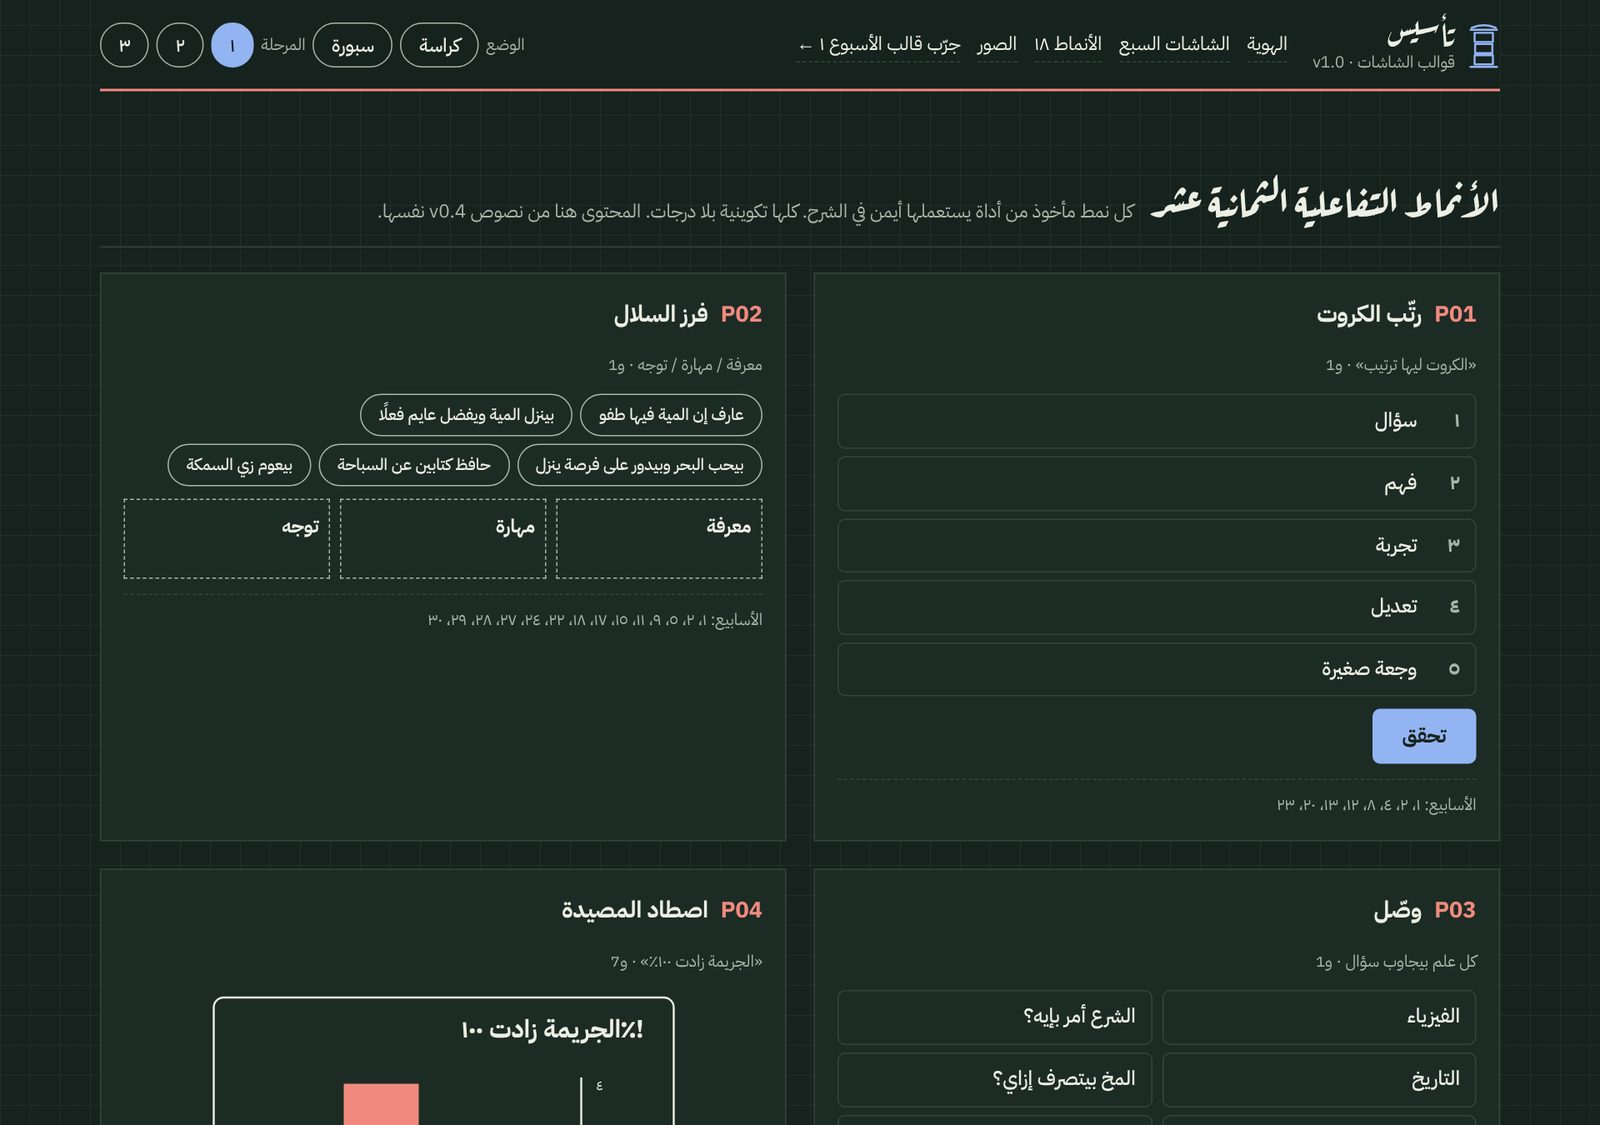 تأسيس
قوالب الشاشات · v1.0
الهوية
الشاشات السبع
الأنماط ١٨
الصور
جرّب قالب الأسبوع ١ ←
الوضع
كراسة
سبورة
المرحلة
١
٢
٣
الأنماط التفاعلية الثمانية عشر
كل نمط مأخوذ من أداة يستعملها أيمن في الشرح. كلها تكوينية بلا درجات. المحتوى هنا من نصوص v0.4 نفسها.
P01 رتّب الكروت
«الكروت ليها ترتيب» · و1
١ سؤال
٢ فهم
٣ تجربة
٤ تعديل
٥ وجعة صغيرة
تحقق
الأسابيع: ١، ٢، ٤، ٨، ١٢، ١٣، ٢٠، ٢٣
P02 فرز السلال
معرفة / مهارة / توجه · و1
عارف إن المية فيها طفو
بينزل المية ويفضل عايم فعلًا
بيحب البحر وبيدور على فرصة ينزل
حافظ كتابين عن السباحة
بيعوم زي السمكة
معرفة
مهارة
توجه
الأسابيع: ١، ٢، ٥، ٩، ١١، ١٥، ١٧، ١٨، ٢٢، ٢٤، ٢٧، ٢٨، ٢٩، ٣٠
P03 وصّل
كل علم بيجاوب سؤال · و1
الفيزياء
الشرع أمر بإيه؟
التاريخ
المخ بيتصرف إزاي؟
P04 اصطاد المصيدة
«الجريمة زادت ١٠٠٪» · و7
!٪الجريمة زادت ١٠٠
٤